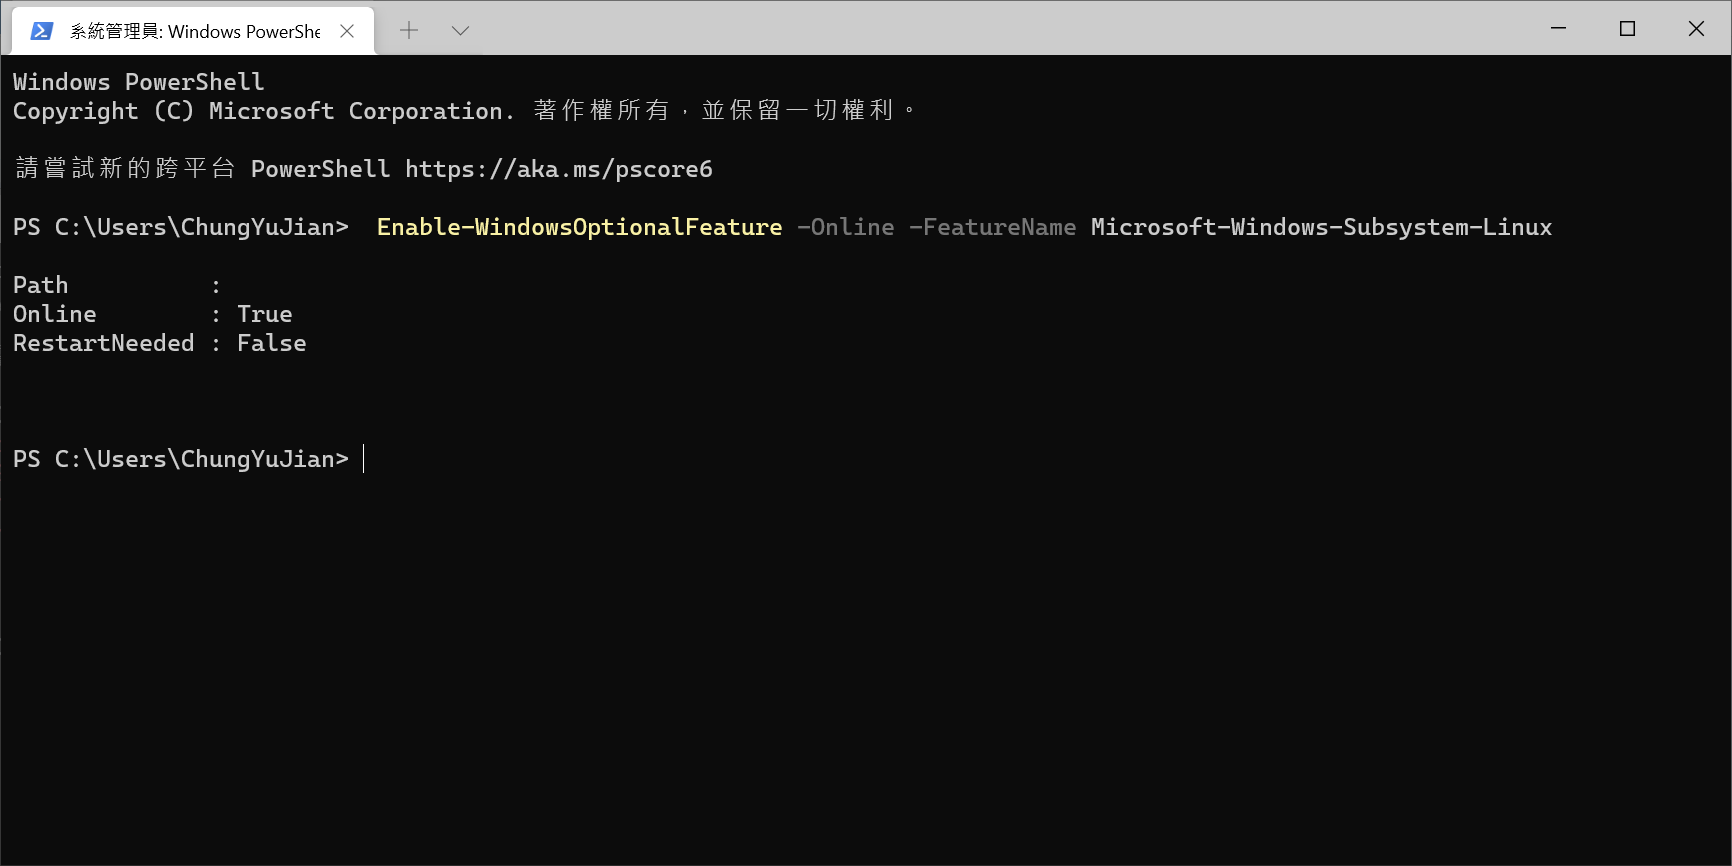 系統管理員: Windows PowerShe
Windows PowerShell
Copyright (C) Microsoft Corporation. 著作權所有，並保留一切權利。
請嘗試新的跨平台 PowerShell https://aka.ms/pscore6
PS C:\Users\ChungYuJian>  Enable-WindowsOptionalFeature -Online -FeatureName Microsoft-Windows-Subsystem-Linux
Path          :
Online        : True
RestartNeeded : False
PS C:\Users\ChungYuJian>